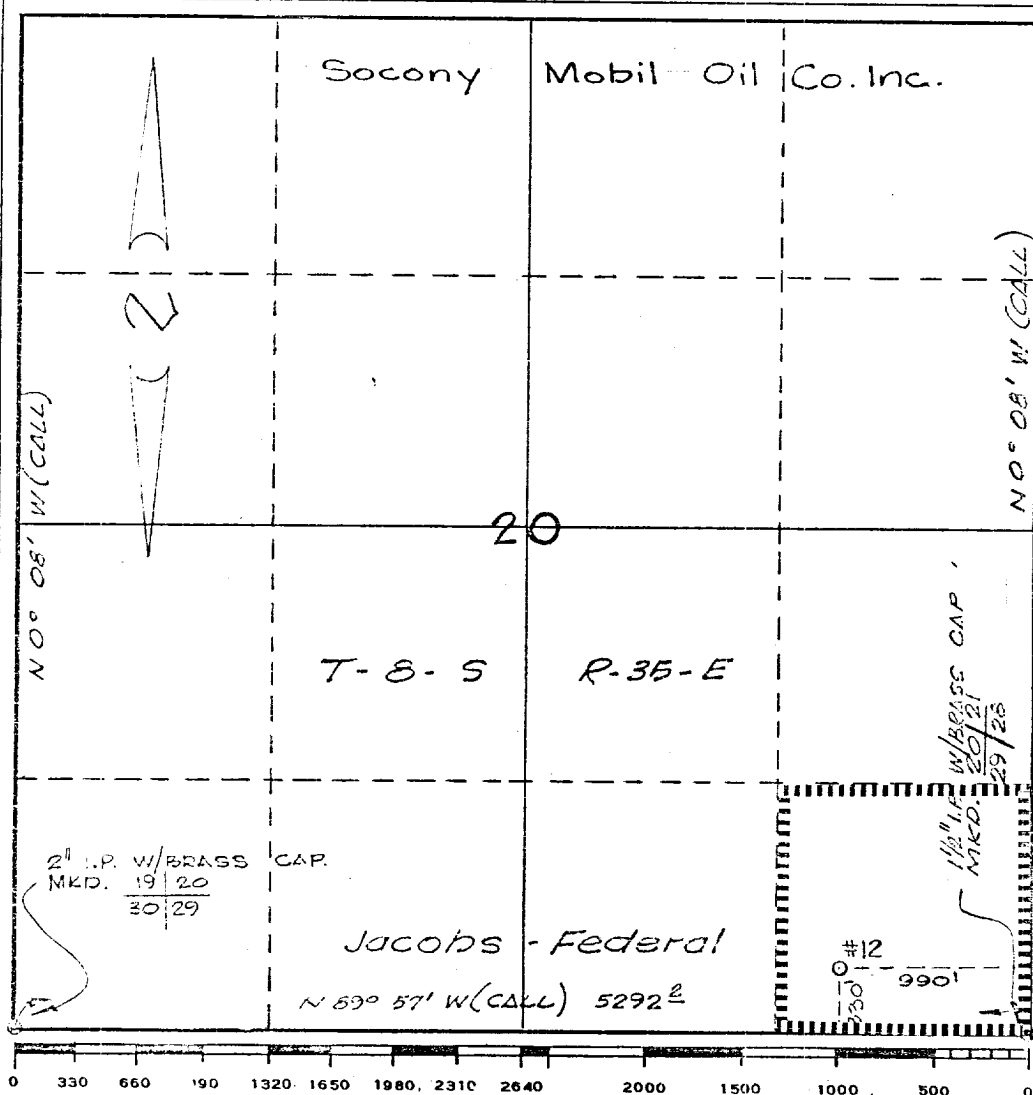 Socony Mobil Oil Co. Inc.
N
N 0° 08' W (CALL)
N 0° 08' W (CALL)
20
T-8-S R-35-E
1½" I.P. W/BRASS CAP
MKD. 20/21
29/28
2" I.P. W/BRASS CAP.
MKD. 19 20
30 29
Jacobs - Federal
#12
990'
330'
N 89° 57' W (CALL) 5292 2
0 330 660 190 1320 1650 1980 2310 2640 2000 1500 1000 500 0